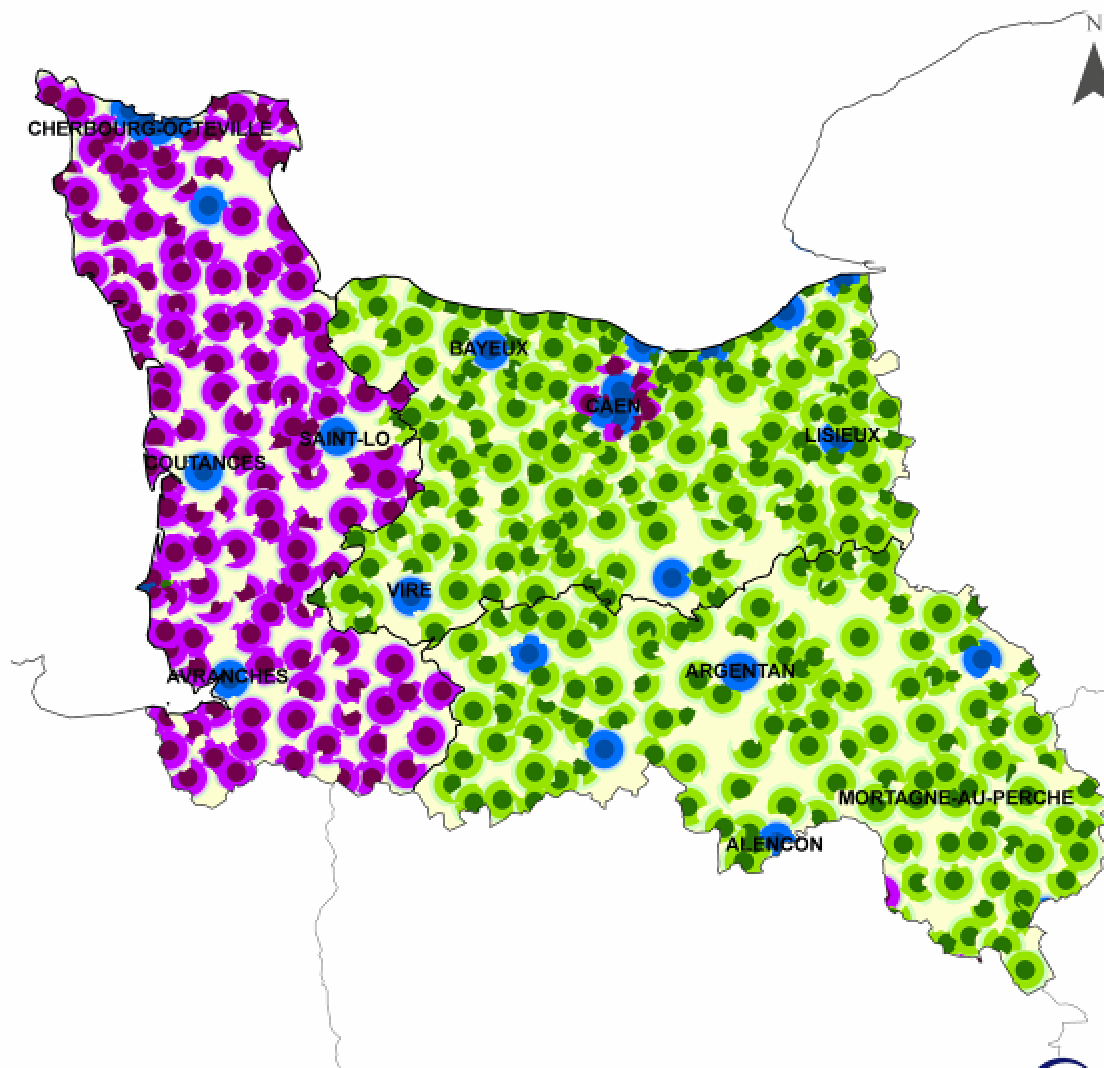 N
CHERBOURG-OCTEVILLE
BAYEUX
CAEN
SAINT-LO
LISIEUX
COUTANCES
VIRE
AVRANCHES
ARGENTAN
MORTAGNE-AU-PERCHE
ALENCON